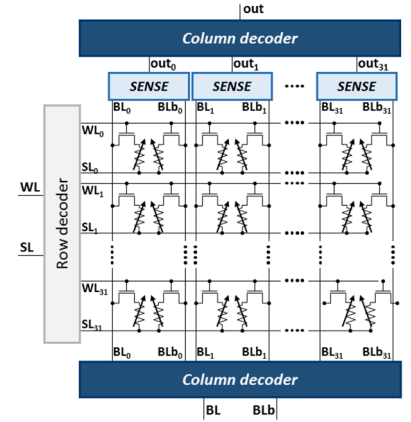 out
Column decoder
out0 out1 out31
SENSE SENSE SENSE
BL0 BLb0 BL1 BLb1 BL31 BLb31
WL0
SL0
WL
WL1
Row decoder
SL
SL1
WL31
SL31
BL0 BLb0 BL1 BLb1 BL31 BLb31
Column decoder
BL BLb